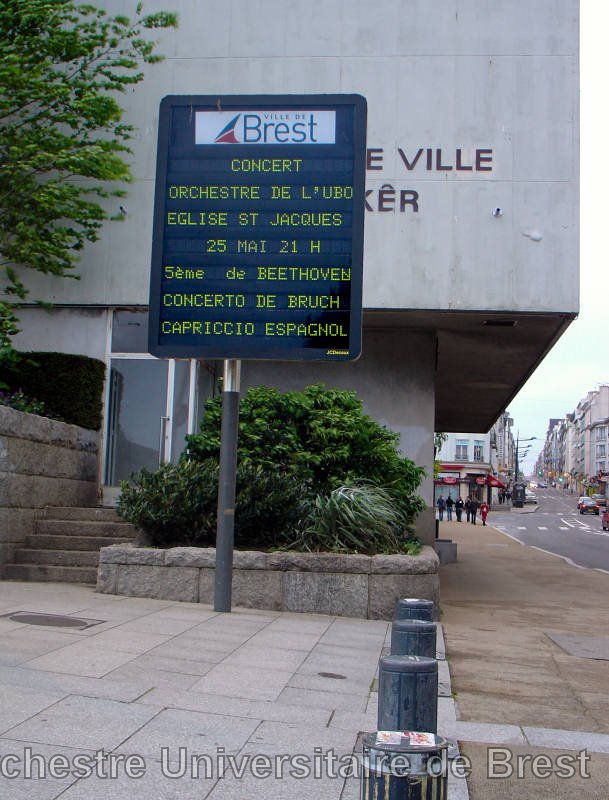 VILLE DE
Brest
CONCERT
ORCHESTRE DE L'UBO
EGLISE ST JACQUES
25 MAI 21 H
5ème de BEETHOVEN
CONCERTO DE BRUCH
CAPRICCIO ESPAGNOL
JCDecaux
E VILLE
KÊR
chestre Universitaire de Brest